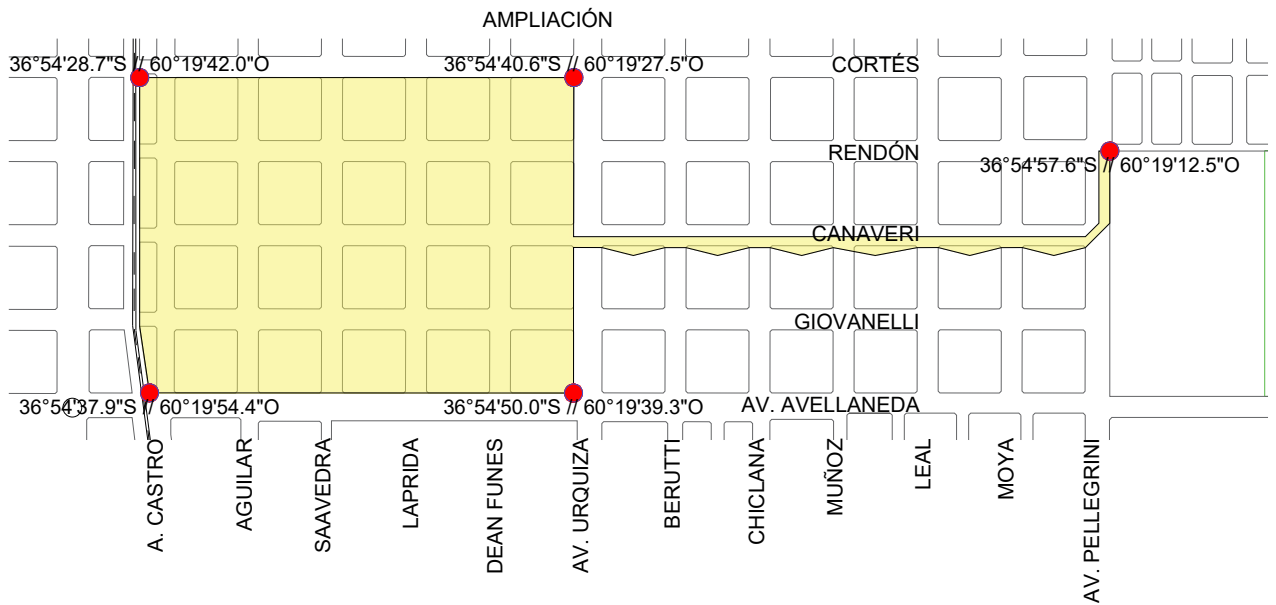 AMPLIACIÓN
36°54'28.7"S // 60°19'42.0"O
36°54'40.6"S // 60°19'27.5"O
CORTÉS
RENDÓN
36°54'57.6"S // 60°19'12.5"O
CANAVERI
GIOVANELLI
36°54'37.9"S // 60°19'54.4"O
36°54'50.0"S // 60°19'39.3"O
AV. AVELLANEDA
A. CASTRO
AGUILAR
SAAVEDRA
LAPRIDA
DEAN FUNES
AV. URQUIZA
BERUTTI
CHICLANA
MUÑOZ
LEAL
MOYA
AV. PELLEGRINI